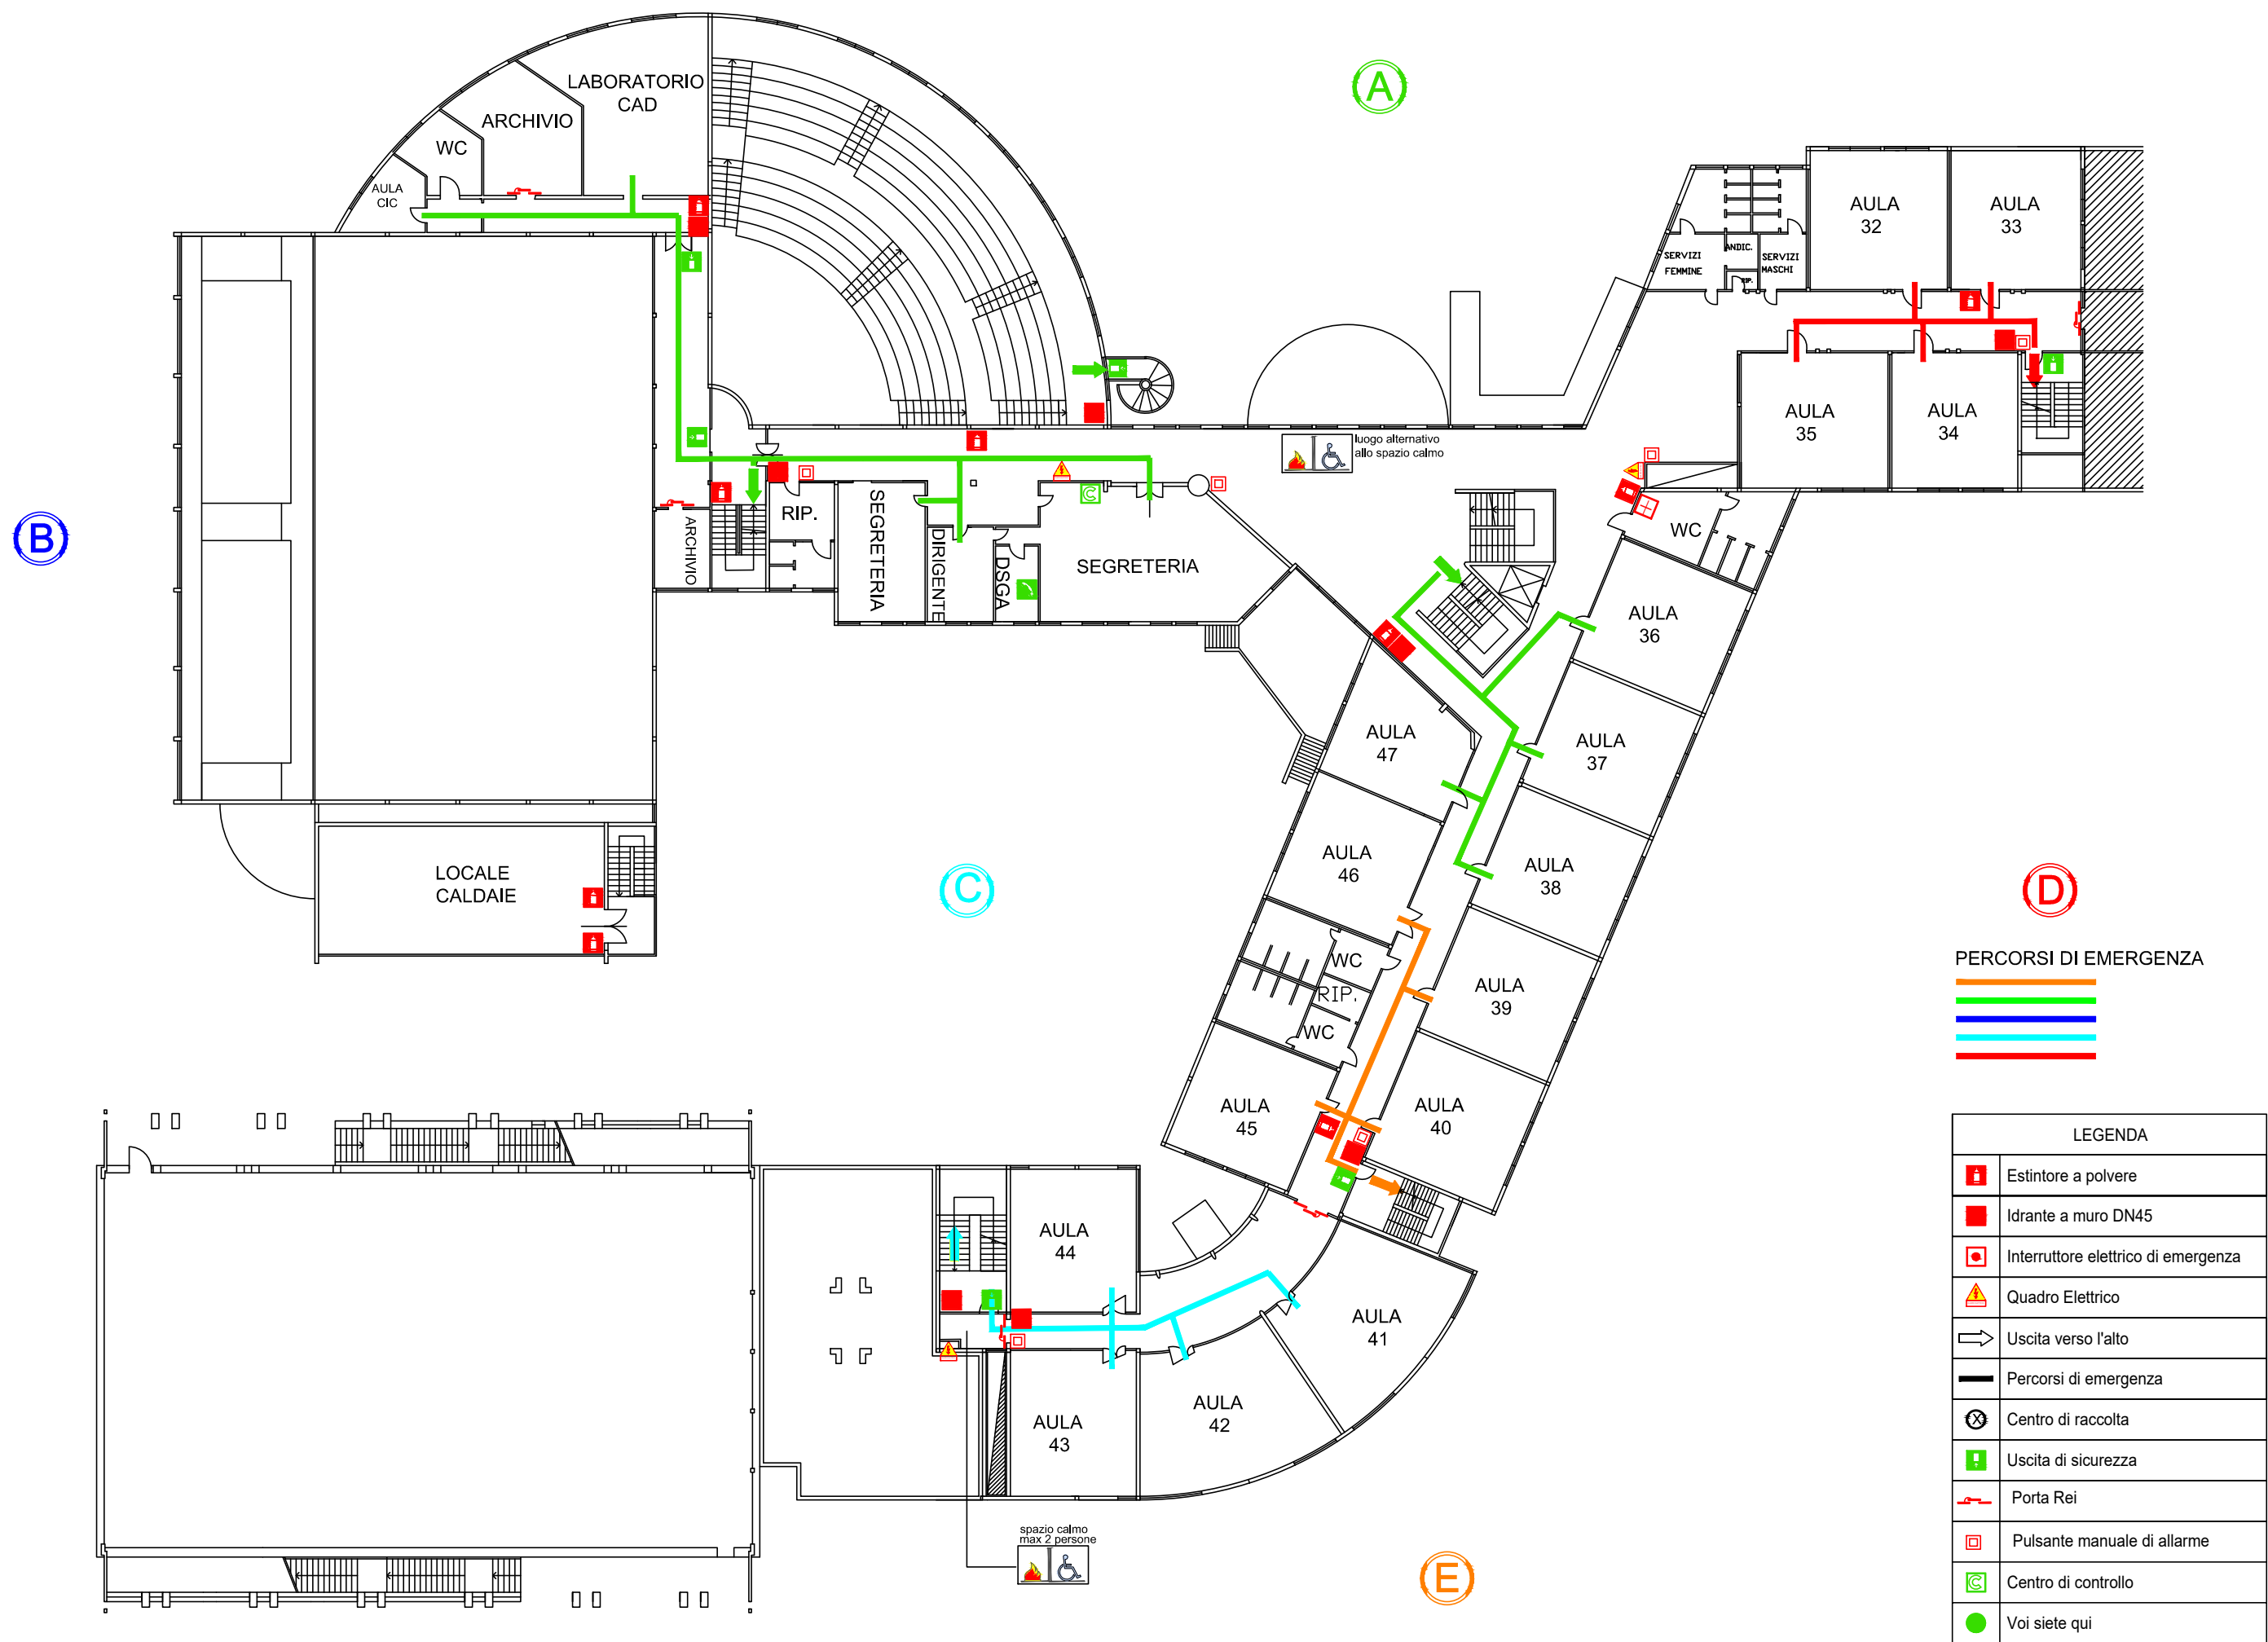 A
LABORATORIO
CAD
ARCHIVIO
WC
AULA
CIC
AULA
32
AULA
33
SERVIZI
FEMMINE
ANDIC.
SERVIZI
MASCHI
RIP.
AULA
35
AULA
34
luogo alternativo
allo spazio calmo
B
RIP.
SEGRETERIA
ARCHIVIO
DIRIGENTE
DSGA
SEGRETERIA
C
WC
AULA
36
AULA
37
AULA
47
AULA
46
AULA
38
LOCALE
CALDAIE
C
D
WC
RIP.
WC
AULA
39
PERCORSI DI EMERGENZA
AULA
45
AULA
40
AULA
44
AULA
41
AULA
42
AULA
43
spazio calmo
max 2 persone
E
LEGENDA
Estintore a polvere
Idrante a muro DN45
Interruttore elettrico di emergenza
Quadro Elettrico
Uscita verso l'alto
Percorsi di emergenza
X
Centro di raccolta
Uscita di sicurezza
Porta Rei
Pulsante manuale di allarme
C
Centro di controllo
Voi siete qui